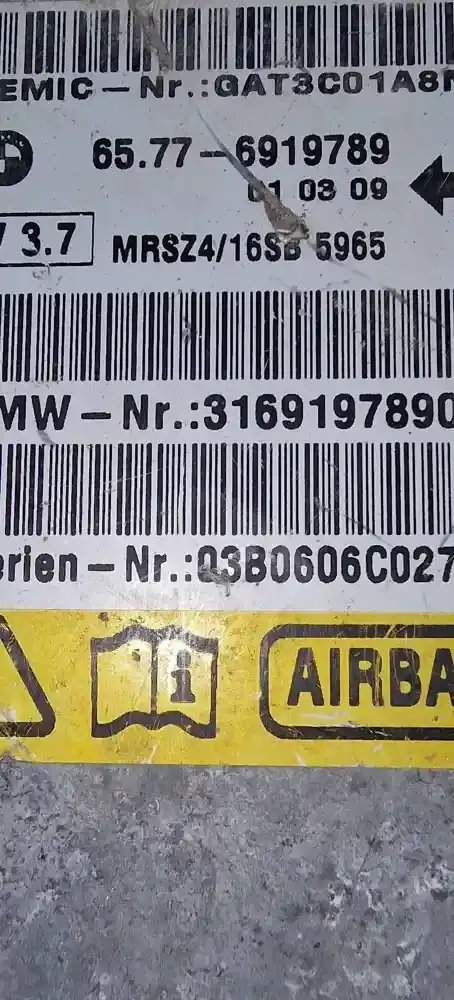 EMIC-Nr.:GAT3C01A8
65.77-6919789
01 03 09
/ 3.7
MRSZ4/16SB 5965
MW-Nr.:3169197890
erien-Nr.:03B0606C027
i
AIRBA